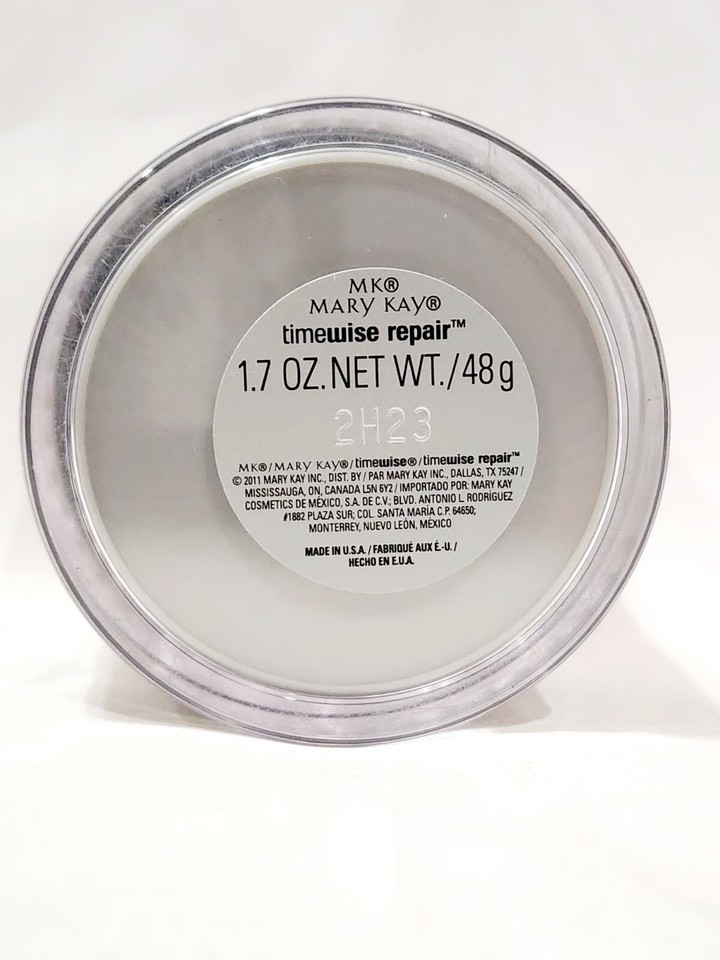 MK®
MARY KAY®
timewise repair™
1.7 OZ. NET WT./48g
2H23
MK®/MARY KAY®/timewise®/timewise repair™
© 2011 MARY KAY INC., DIST. BY / PAR MARY KAY INC., DALLAS, TX 75247 /
MISSISSAUGA, ON, CANADA L5N 6Y2 / IMPORTADO POR: MARY KAY
COSMETICS DE MÉXICO, S.A. DE C.V.; BLVD. ANTONIO L. RODRÍGUEZ
#1882 PLAZA SUR; COL. SANTA MARÍA C.P. 64650;
MONTERREY, NUEVO LEÓN, MÉXICO
MADE IN U.S.A. / FABRIQUÉ AUX É.-U. /
HECHO EN E.U.A.